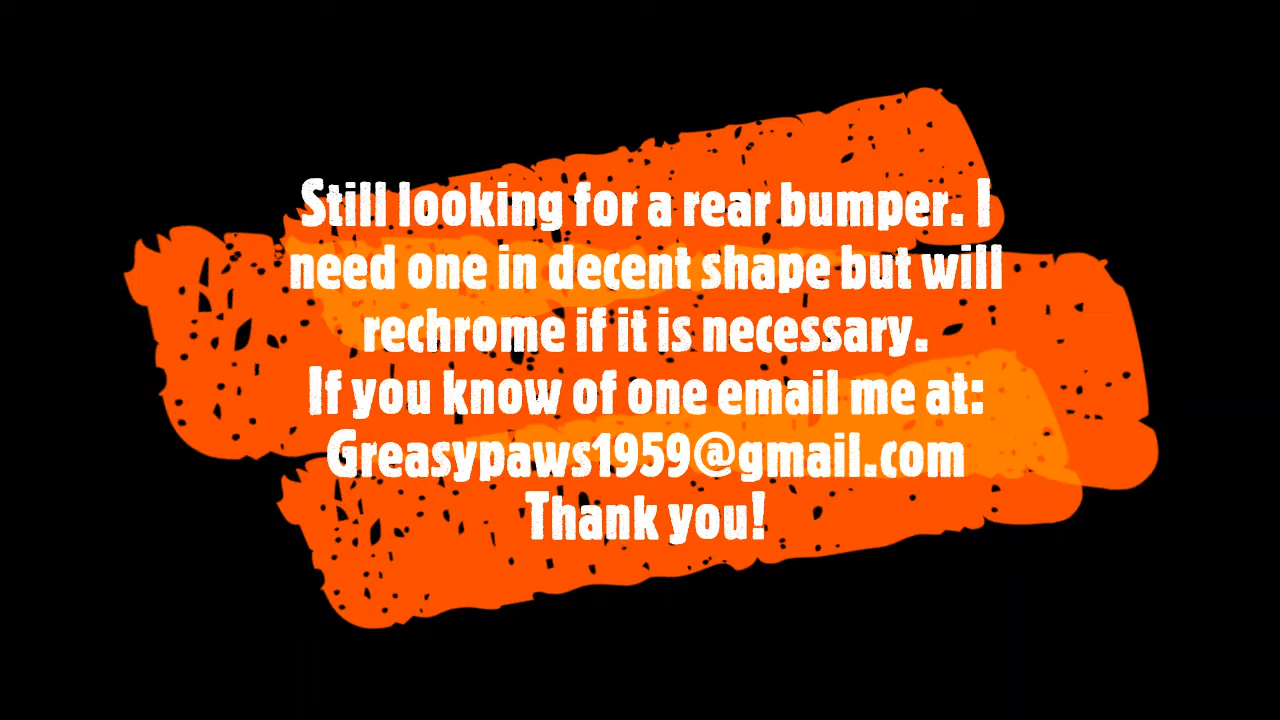 Still looking for a rear bumper. I
need one in decent shape but will
rechrome if it is necessary.
If you know of one email me at:
Greasypaws1959@gmail.com
Thank you!